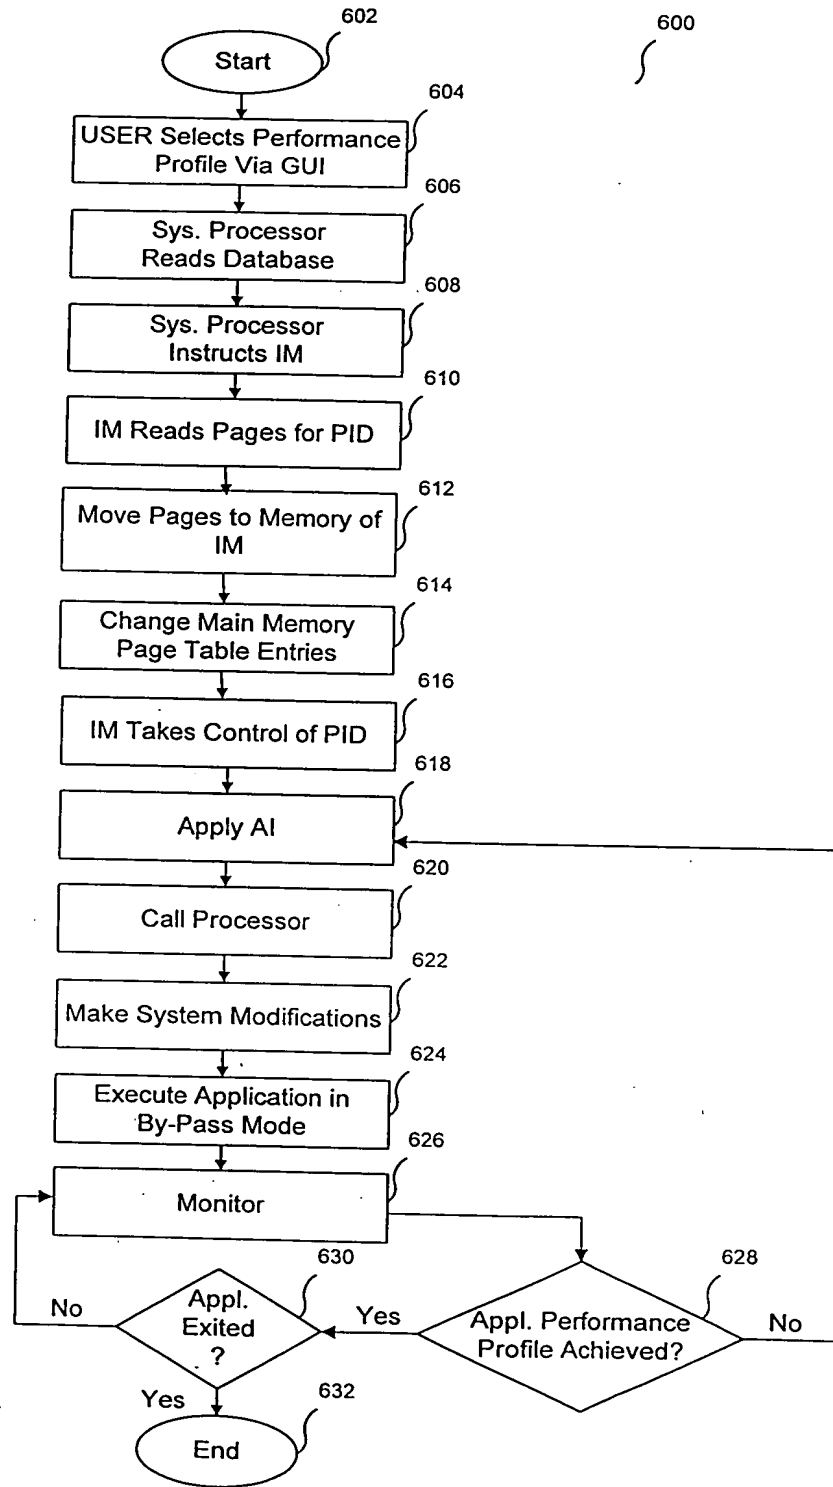 602
600
Start
604
USER Selects Performance
Profile Via GUI
606
Sys. Processor
Reads Database
608
Sys. Processor
Instructs IM
610
IM Reads Pages for PID
612
Move Pages to Memory of
IM
614
Change Main Memory
Page Table Entries
616
IM Takes Control of PID
618
Apply AI
620
Call Processor
622
Make System Modifications
624
Execute Application in
By-Pass Mode
626
Monitor
630
628
No
Appl.
Exited
?
Yes
Appl. Performance
Profile Achieved?
No
Yes
632
End